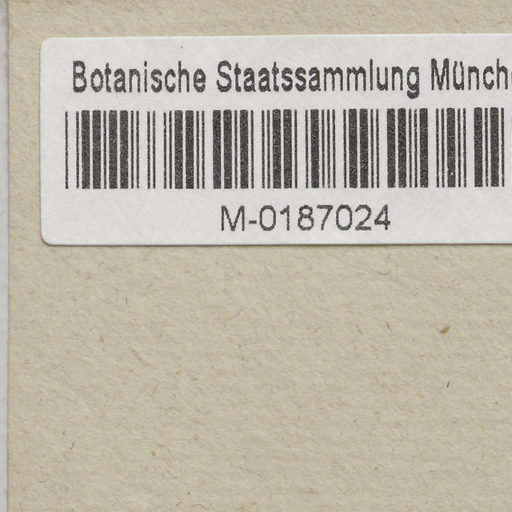 Botanische Staatssammlung Münch
M-0187024